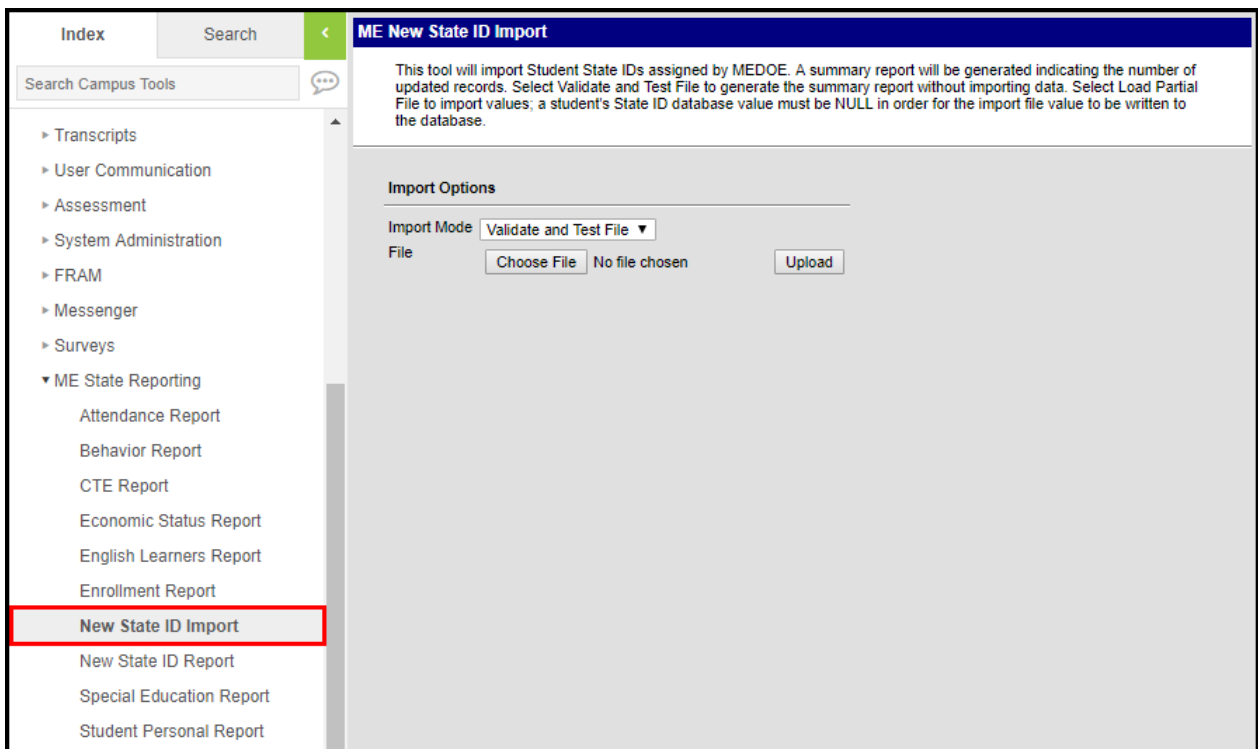 Index
Search
Search Campus Tools
Transcripts
User Communication
Assessment
System Administration
FRAM
Messenger
Surveys
ME State Reporting
Attendance Report
Behavior Report
CTE Report
Economic Status Report
English Learners Report
Enrollment Report
New State ID Import
New State ID Report
Special Education Report
Student Personal Report
ME New State ID Import
This tool will import Student State IDs assigned by MEDOE. A summary report will be generated indicating the number of
updated records. Select Validate and Test File to generate the summary report without importing data. Select Load Partial
File to import values; a student's State ID database value must be NULL in order for the import file value to be written to
the database.
Import Options
Import Mode Validate and Test File
File Choose File No file chosen Upload